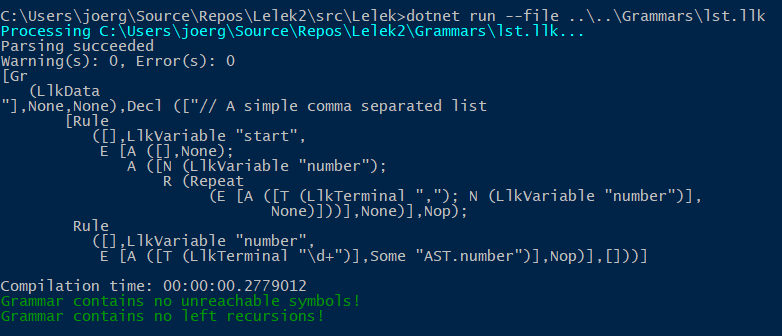 C:\Users\joerg\Source\Repos\Lelek2\src\Lelek>dotnet run --file ..\..\Grammars\lst.llk
Processing C:\Users\joerg\Source\Repos\Lelek2\Grammars\lst.llk...
Parsing succeeded
Warning(s): 0, Error(s): 0
[Gr
   (LlkData
"],None,None),Decl (["// A simple comma separated list
       [Rule
          ([],LlkVariable "start",
           E [A ([],None);
              A ([N (LlkVariable "number");
                  R (Repeat
                       (E [A ([T (LlkTerminal ","); N (LlkVariable "number")],
                              None)]))],None)],Nop);
        Rule
          ([],LlkVariable "number",
           E [A ([T (LlkTerminal "\d+")],Some "AST.number")],Nop)],[]))]
Compilation time: 00:00:00.2779012
Grammar contains no unreachable symbols!
Grammar contains no left recursions!